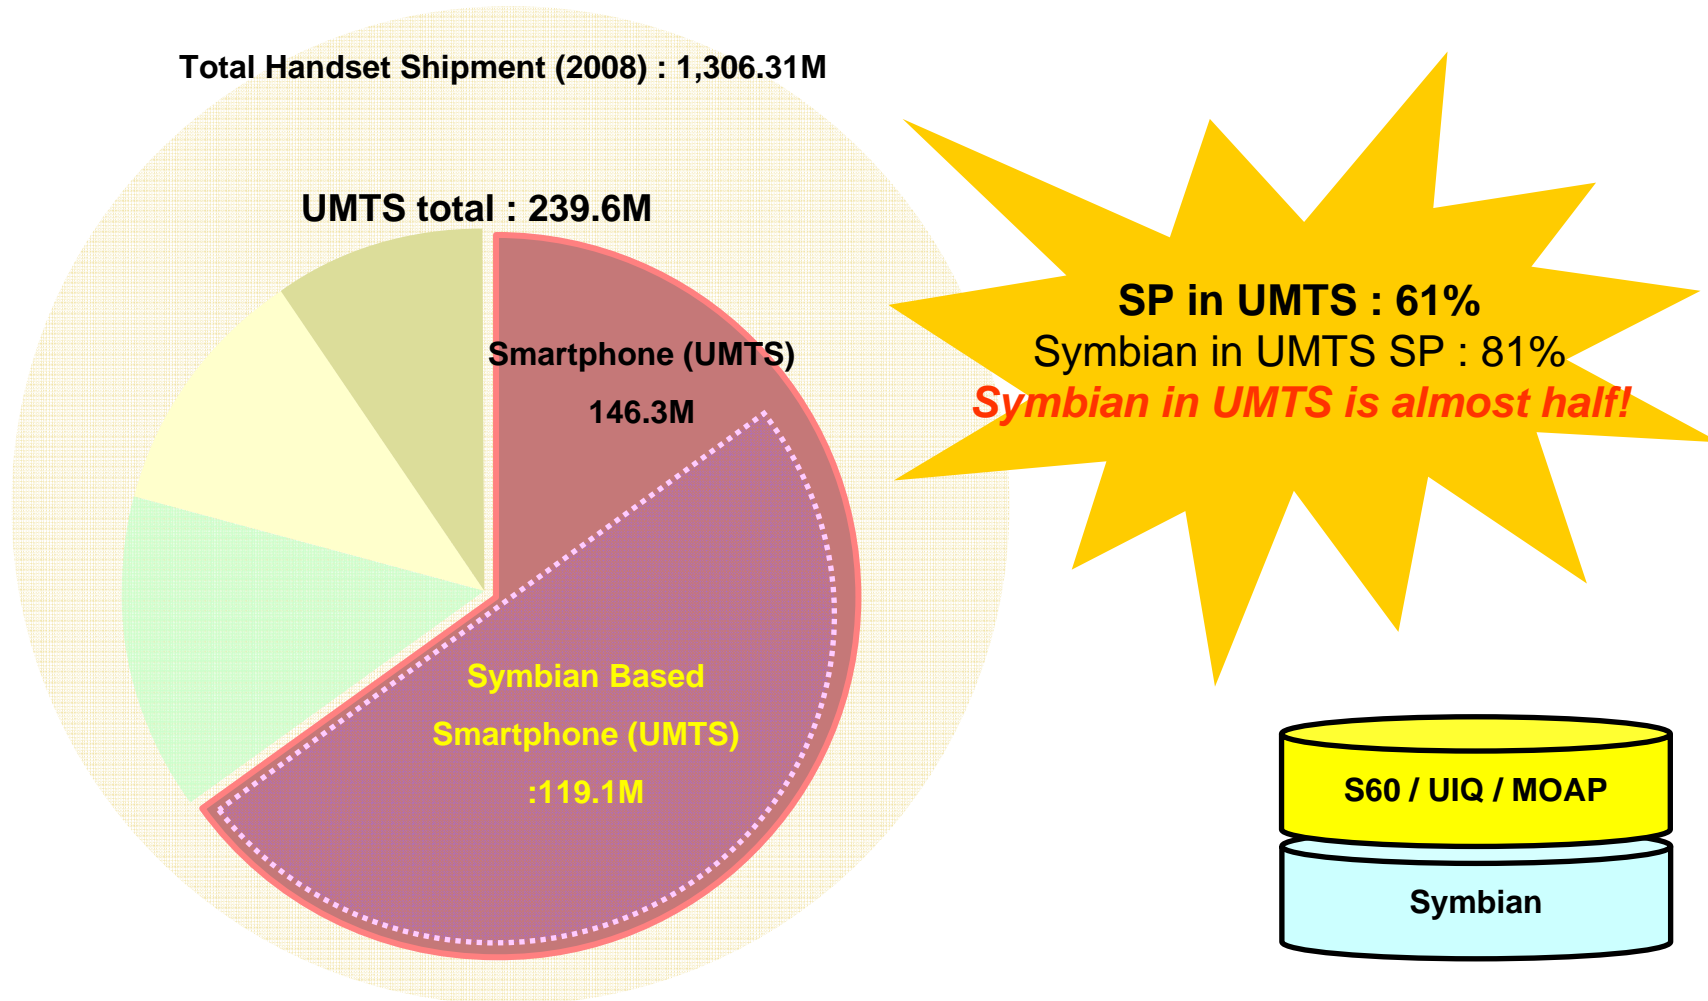 Total Handset Shipment (2008) : 1,306.31M
UMTS total : 239.6M
Smartphone (UMTS)
146.3M
Symbian Based
Smartphone (UMTS)
:119.1M
SP in UMTS : 61%
Symbian in UMTS SP : 81%
Symbian in UMTS is almost half!
S60 / UIQ / MOAP
Symbian